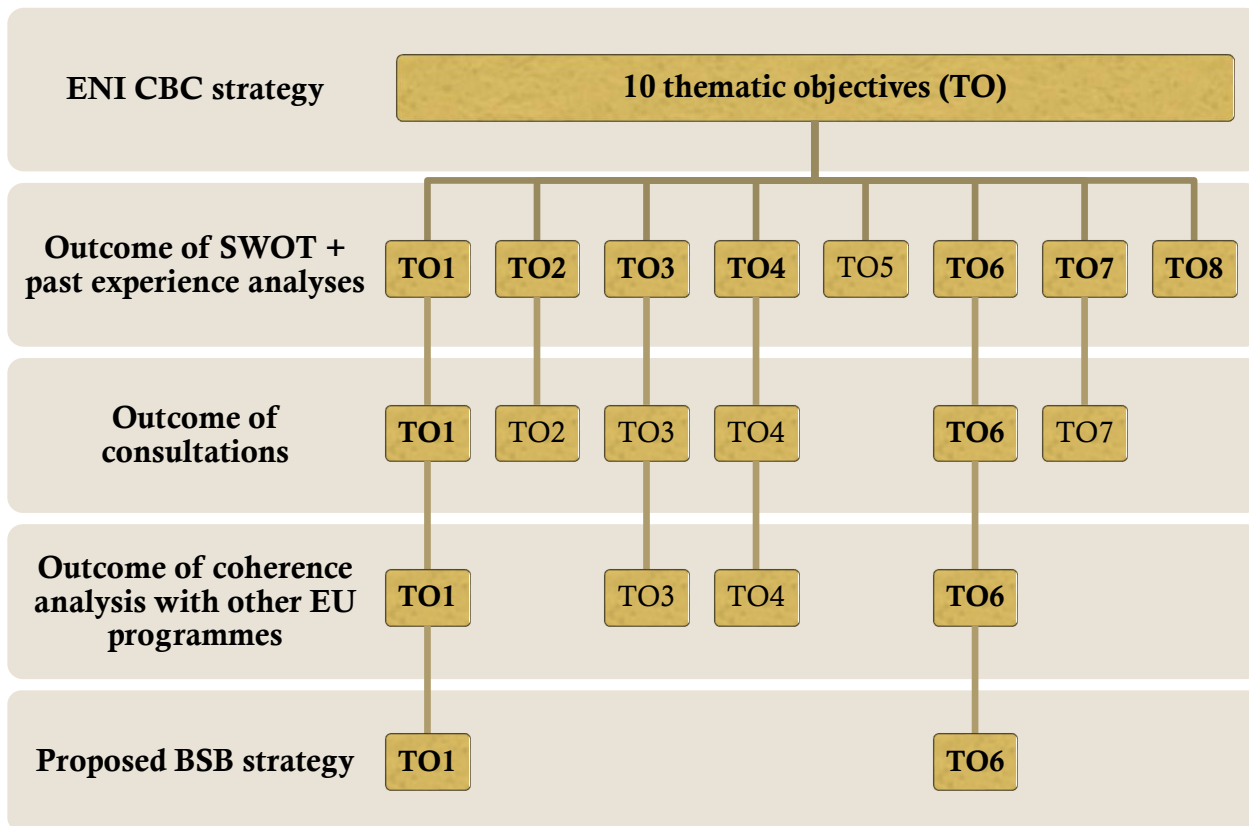 ENI CBC strategy
10 thematic objectives (TO)
Outcome of SWOT +
past experience analyses
TO1 TO2 TO3 TO4 TO5 TO6 TO7 TO8
Outcome of
consultations
TO1 TO2 TO3 TO4 TO6 TO7
Outcome of coherence
analysis with other EU
programmes
TO1 TO3 TO4 TO6
Proposed BSB strategy
TO1 TO6